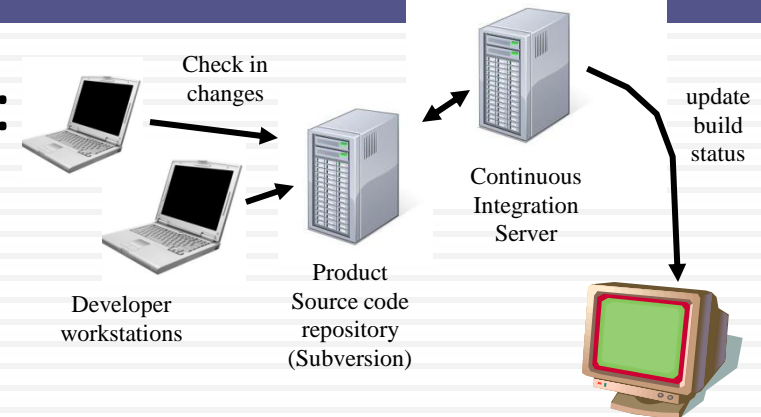 :
Check in
changes
update
build
status
Continuous
Integration
Server
Product
Source code
repository
(Subversion)
Developer
workstations